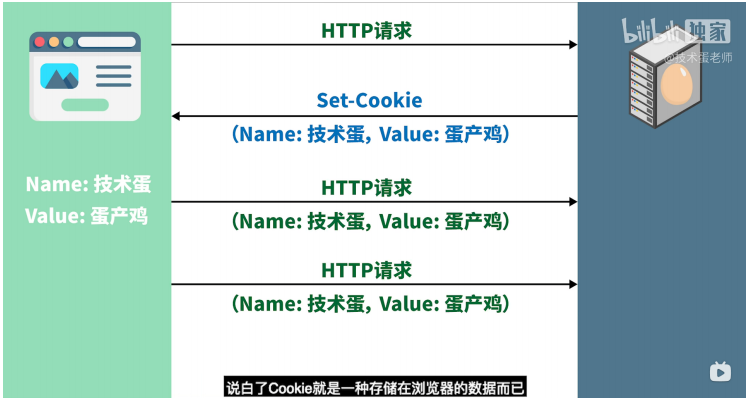 HTTP请求
bilibili 独家
@技术蛋老师
Set-Cookie
（Name: 技术蛋，Value: 蛋产鸡）
Name: 技术蛋
Value: 蛋产鸡
HTTP请求
（Name: 技术蛋，Value: 蛋产鸡）
HTTP请求
（Name: 技术蛋，Value: 蛋产鸡）
说白了Cookie就是一种存储在浏览器的数据而已